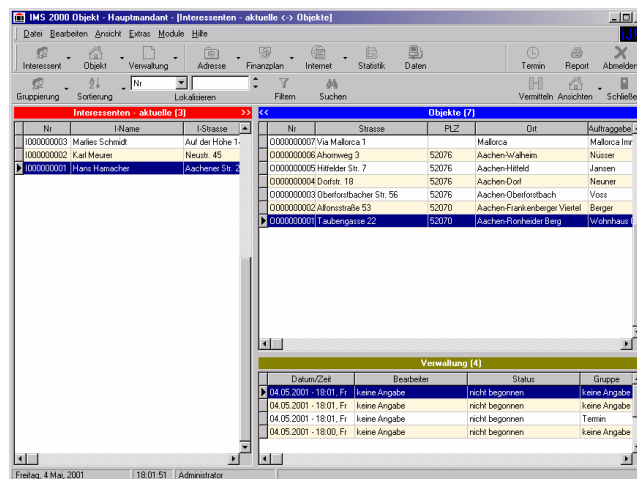 IMS 2000 Objekt - Hauptmandant - [Interessenten - aktuelle <-> Objekte]
Datei Bearbeiten Ansicht Extras Module Hilfe
Interessent Objekt Verwaltung Adresse Finanzplan Internet Statistik Daten Termin Report Abmelden
Nr
Gruppierung Sortierung Lokalisieren Filtern Suchen Vermitteln Ansichten Schließe
Interessenten - aktuelle (3) >>
Nr I-Name I-Strasse
I000000003 Marlies Schmidt Auf der Höhe 1
I000000002 Karl Meurer Neustr. 45
I000000001 Hans Hamacher Aachener Str. 2
<< Objekte (7)
Nr Strasse PLZ Ort Auftraggebe
O000000007 Via Mallorca 1 Mallorca Mallorca Imr
O000000006 Ahornweg 3 52076 Aachen-Walheim Nüsser
O000000005 Hitfelder Str. 7 52076 Aachen-Hitfeld Jansen
O000000004 Dorfstr. 18 52076 Aachen-Dorf Neuner
O000000003 Oberforstbacher Str. 56 52076 Aachen-Oberforstbach Voss
O000000002 Alfonsstraße 53 52070 Aachen-Frankenberger Viertel Berger
O000000001 Taubengasse 22 52070 Aachen-Ronheider Berg Wohnhaus
Verwaltung (4)
Datum/Zeit Bearbeiter Status Gruppe
04.05.2001 - 18:01, Fr keine Angabe nicht begonnen keine Angabe
04.05.2001 - 18:01, Fr keine Angabe nicht begonnen keine Angabe
04.05.2001 - 18:01, Fr keine Angabe nicht begonnen Termin
04.05.2001 - 18:00, Fr keine Angabe nicht begonnen keine Angabe
Freitag, 4 Mai, 2001 18:01:51 Administrator